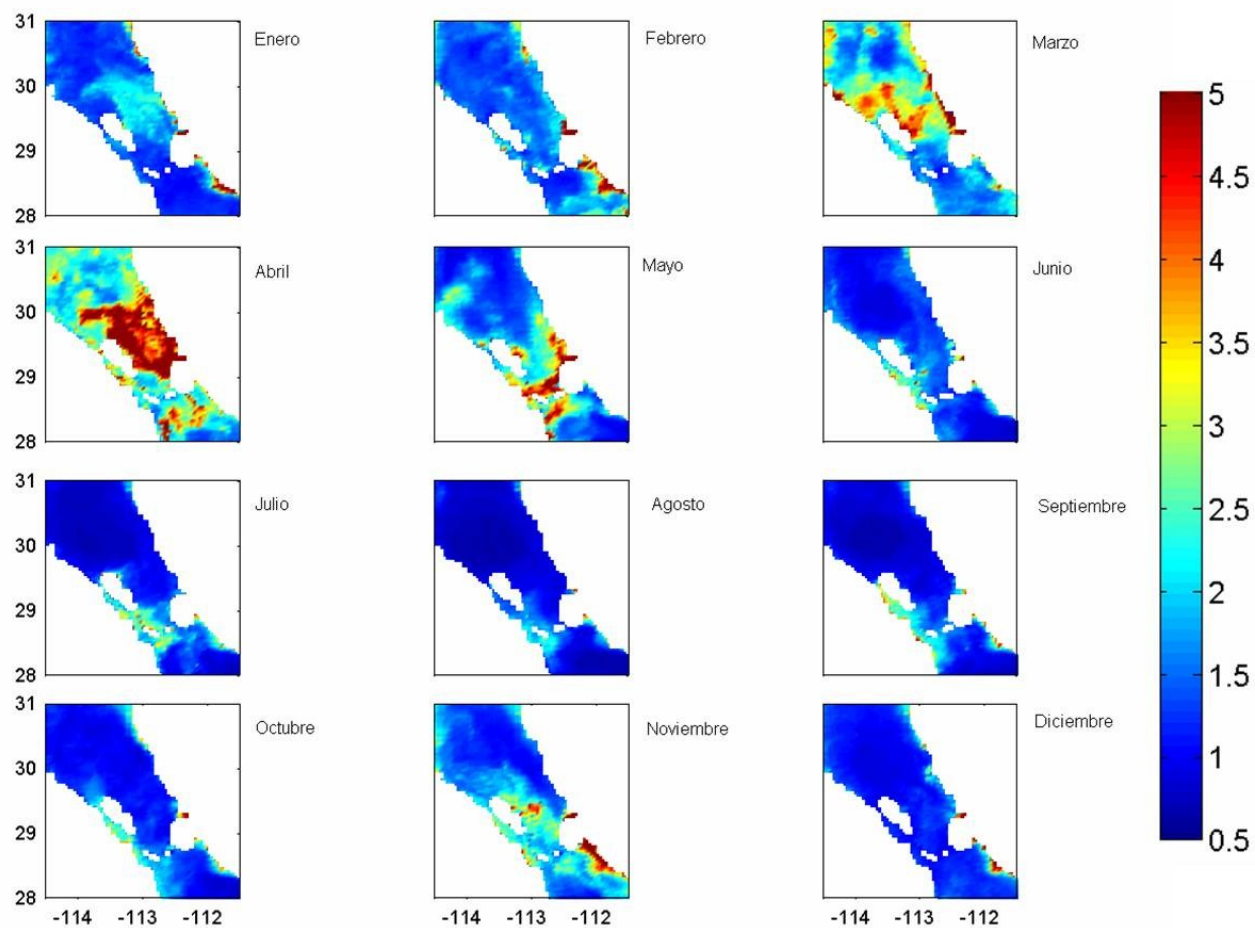 31
30
29
28
Enero
Febrero
Marzo
31
30
29
28
Abril
Mayo
Junio
31
30
29
28
Julio
Agosto
Septiembre
31
30
29
28
Octubre
Noviembre
Diciembre
-114 -113 -112
-114 -113 -112
-114 -113 -112
5
4.5
4
3.5
3
2.5
2
1.5
1
0.5